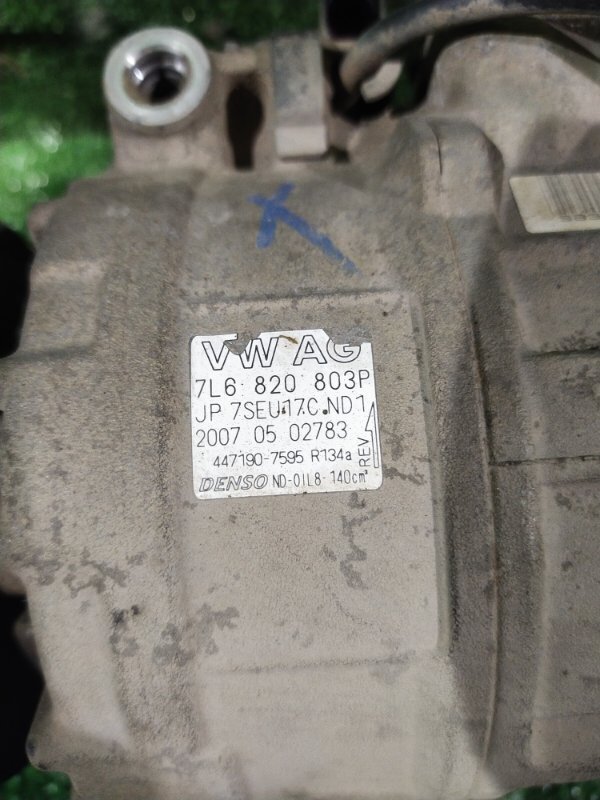 VW AG
7L6 820 803P
JP 7SEU17C ND1
2007 05 02783
447190-7595 R134a
DENSO ND-OIL8-140cm³
REV
X